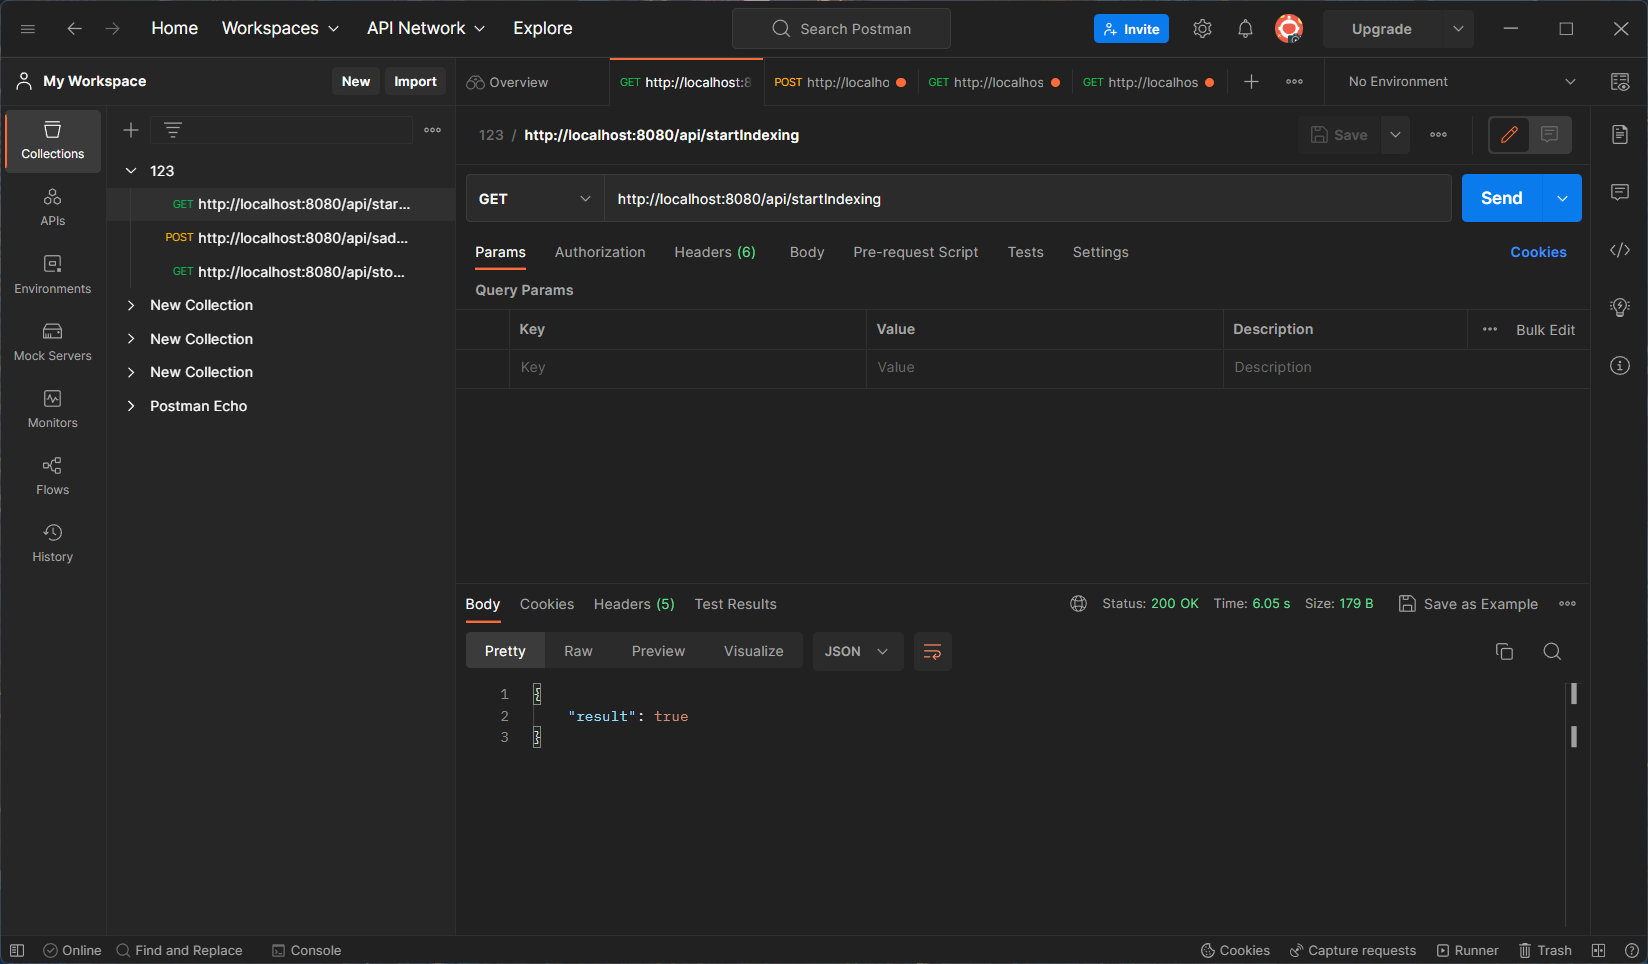 Home Workspaces API Network Explore Search Postman Invite Upgrade
My Workspace New Import Overview GET http://localhost:8 POST http://localho GET http://localhos GET http://localhos No Environment
Collections
APIs
Environments
Mock Servers
Monitors
Flows
History
123
GET http://localhost:8080/api/star...
POST http://localhost:8080/api/sad...
GET http://localhost:8080/api/sto...
New Collection
New Collection
New Collection
Postman Echo
123 / http://localhost:8080/api/startIndexing Save
GET http://localhost:8080/api/startIndexing Send
Params Authorization Headers (6) Body Pre-request Script Tests Settings Cookies
Query Params
Key Value Description Bulk Edit
Key Value Description
Body Cookies Headers (5) Test Results Status: 200 OK Time: 6.05 s Size: 179 B Save as Example
Pretty Raw Preview Visualize JSON
1 {
2 "result": true
3 }
Online Find and Replace Console Cookies Capture requests Runner Trash